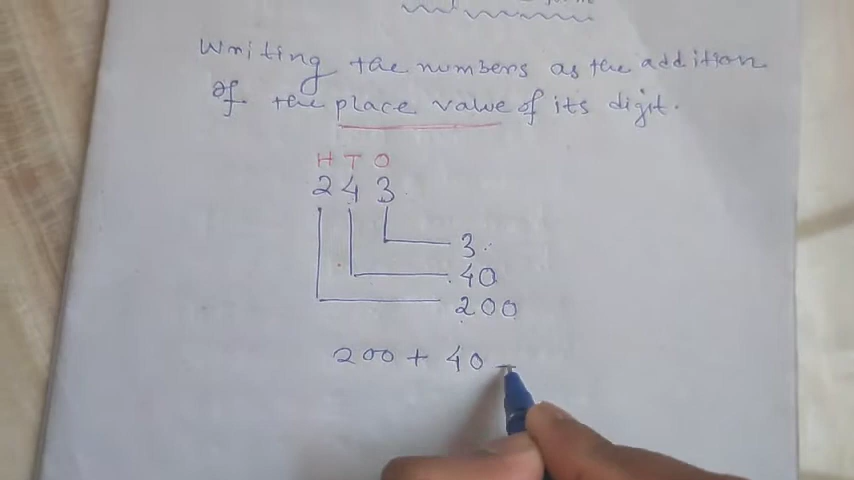 Writing the numbers as the addition
of the place value of its digit.
H T O
2 4 3
3
40
200
200 + 40